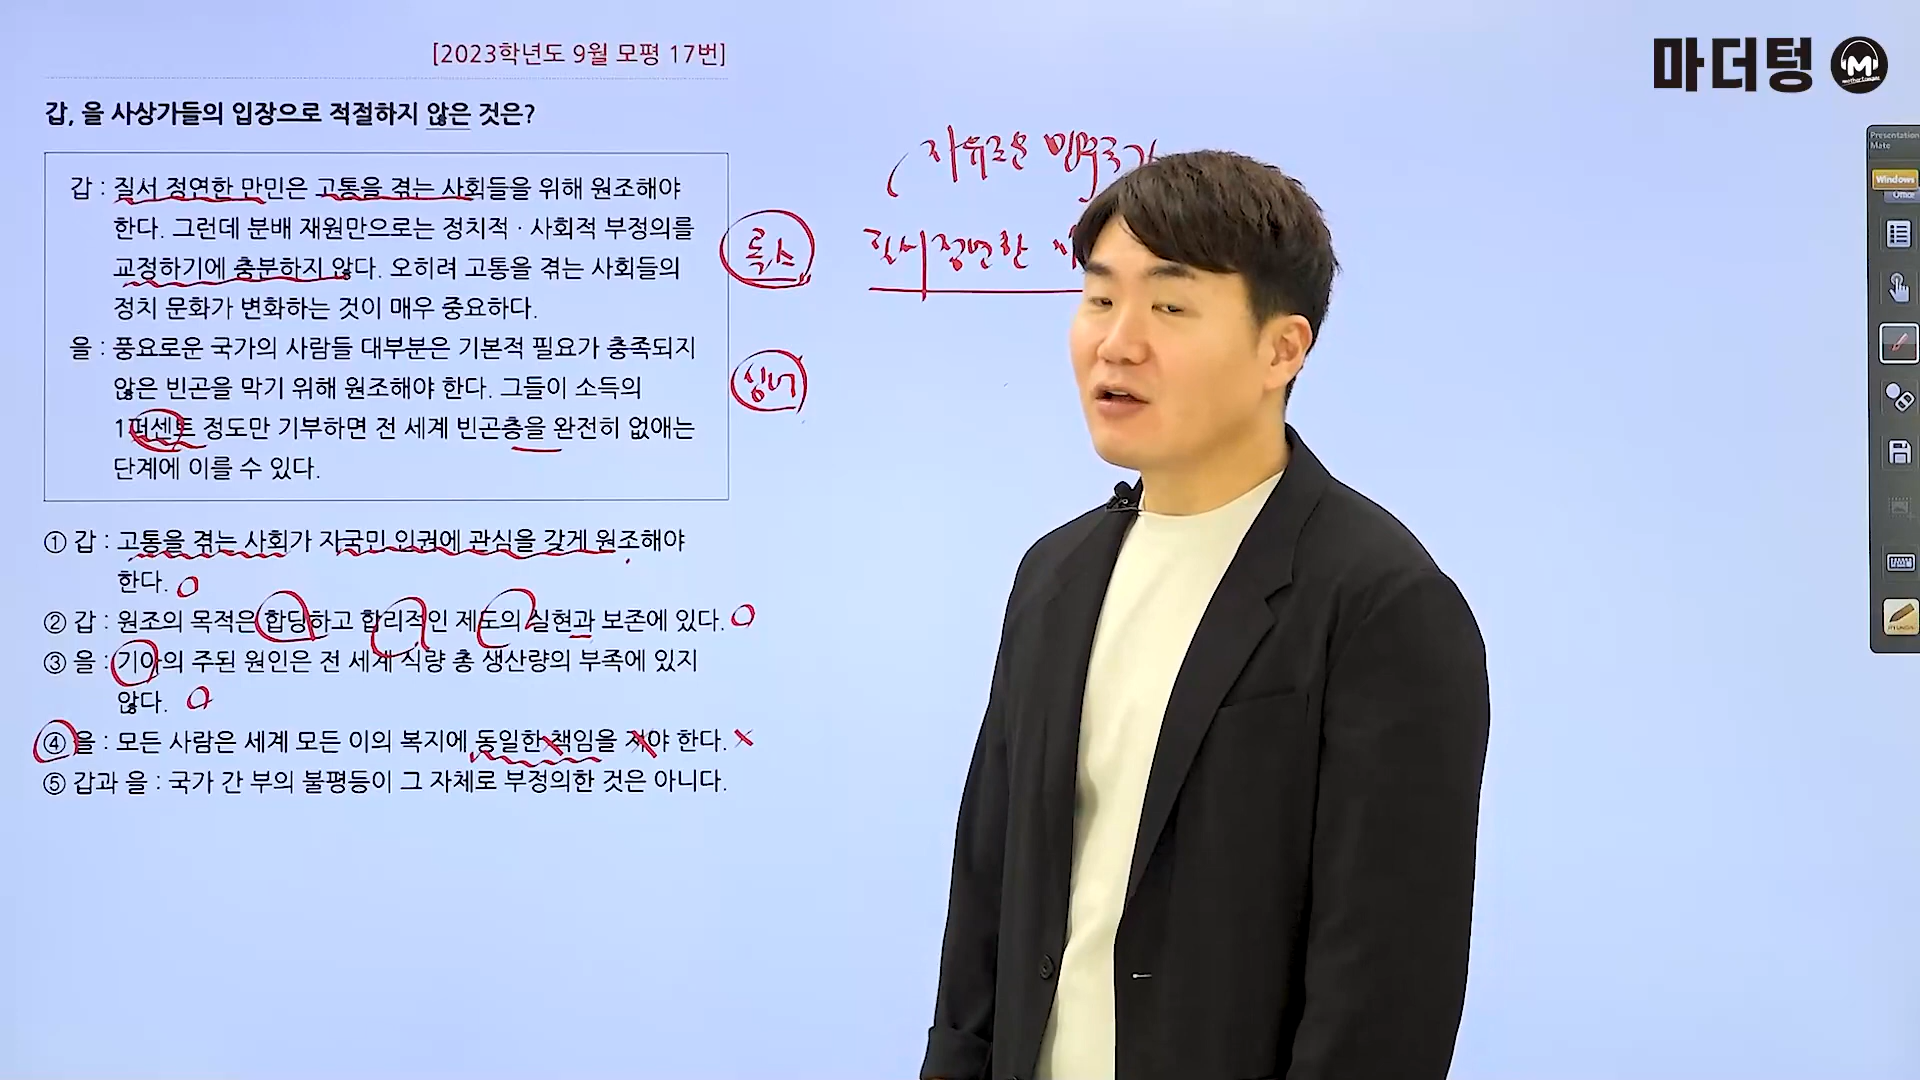 [2023학년도 9월 모평 17번]
마더텅
갑, 을 사상가들의 입장으로 적절하지 않은 것은?
갑 : 질서 정연한 만민은 고통을 겪는 사회들을 위해 원조해야
한다. 그런데 분배 재원만으로는 정치적 · 사회적 부정의를
교정하기에 충분하지 않다. 오히려 고통을 겪는 사회들의
정치 문화가 변화하는 것이 매우 중요하다.
을 : 풍요로운 국가의 사람들 대부분은 기본적 필요가 충족되지
않은 빈곤을 막기 위해 원조해야 한다. 그들이 소득의
1퍼센트 정도만 기부하면 전 세계 빈곤층을 완전히 없애는
단계에 이를 수 있다.
롤스
질서 정연한
싱어
① 갑 : 고통을 겪는 사회가 자국민 인권에 관심을 갖게 원조해야
한다.
② 갑 : 원조의 목적은 합당하고 합리적인 제도의 실현과 보존에 있다.
③ 을 : 기아의 주된 원인은 전 세계 식량 총 생산량의 부족에 있지
않다.
④ 을 : 모든 사람은 세계 모든 이의 복지에 동일한 책임을 져야 한다.
⑤ 갑과 을 : 국가 간 부의 불평등이 그 자체로 부정의한 것은 아니다.
Presentation
Mate
Windows
Office